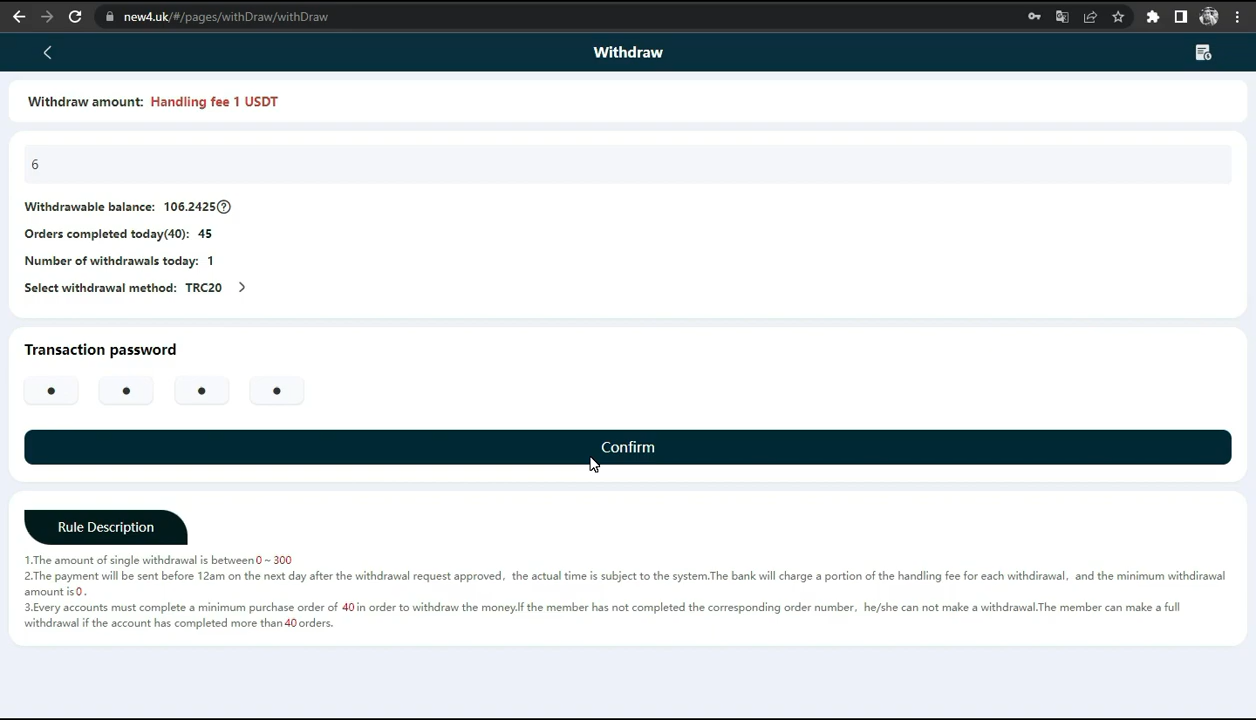 new4.uk/#/pages/withDraw/withDraw
Withdraw
Withdraw amount: Handling fee 1 USDT
6
Withdrawable balance: 106.2425
Orders completed today(40): 45
Number of withdrawals today: 1
Select withdrawal method: TRC20
Transaction password
Confirm
Rule Description
1.The amount of single withdrawal is between 0 ~ 300
2.The payment will be sent before 12am on the next day after the withdrawal request approved，the actual time is subject to the system.The bank will charge a portion of the handling fee for each withdirawal，and the minimum withdrawal
amount is 0 .
3.Every accounts must complete a minimum purchase order of 40 in order to withdraw the money.lf the member has not completed the corresponding order number，he/she can not make a withdrawal.The member can make a full
withdrawal if the account has completed more than 40 orders.